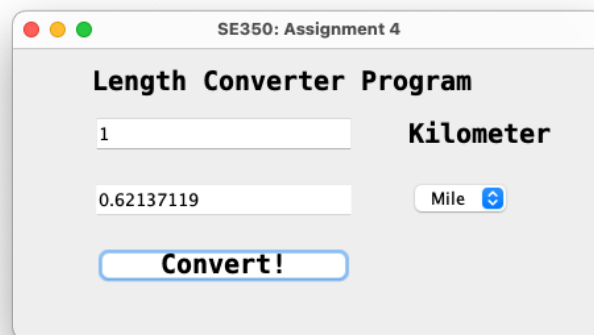 SE350: Assignment 4
Length Converter Program
1 Kilometer
0.62137119 Mile
Convert!